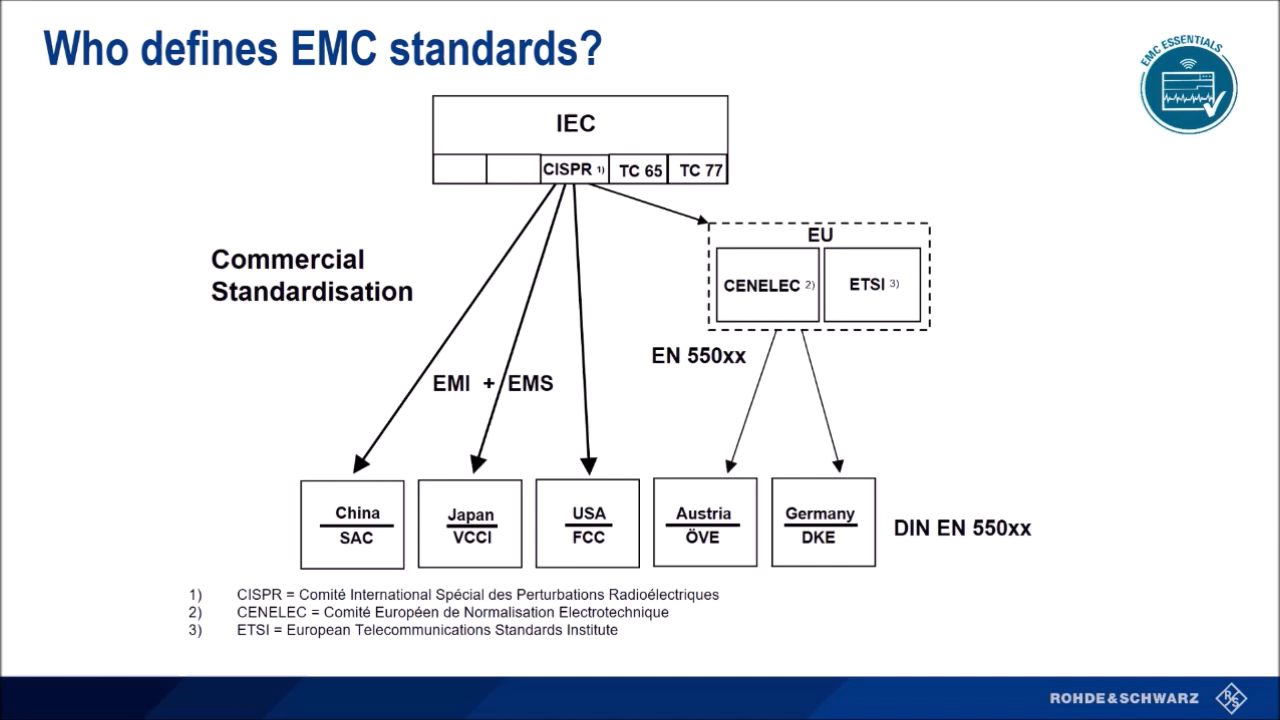 Who defines EMC standards?
EMC ESSENTIALS
IEC
CISPR 1) TC 65 TC 77
EU
CENELEC 2) ETSI 3)
Commercial
Standardisation
EN 550xx
EMI + EMS
China
SAC
Japan
VCCI
USA
FCC
Austria
ÖVE
Germany
DKE
DIN EN 550xx
1) CISPR = Comité International Spécial des Perturbations Radioélectriques
2) CENELEC = Comité Européen de Normalisation Electrotechnique
3) ETSI = European Telecommunications Standards Institute
ROHDE & SCHWARZ
R S